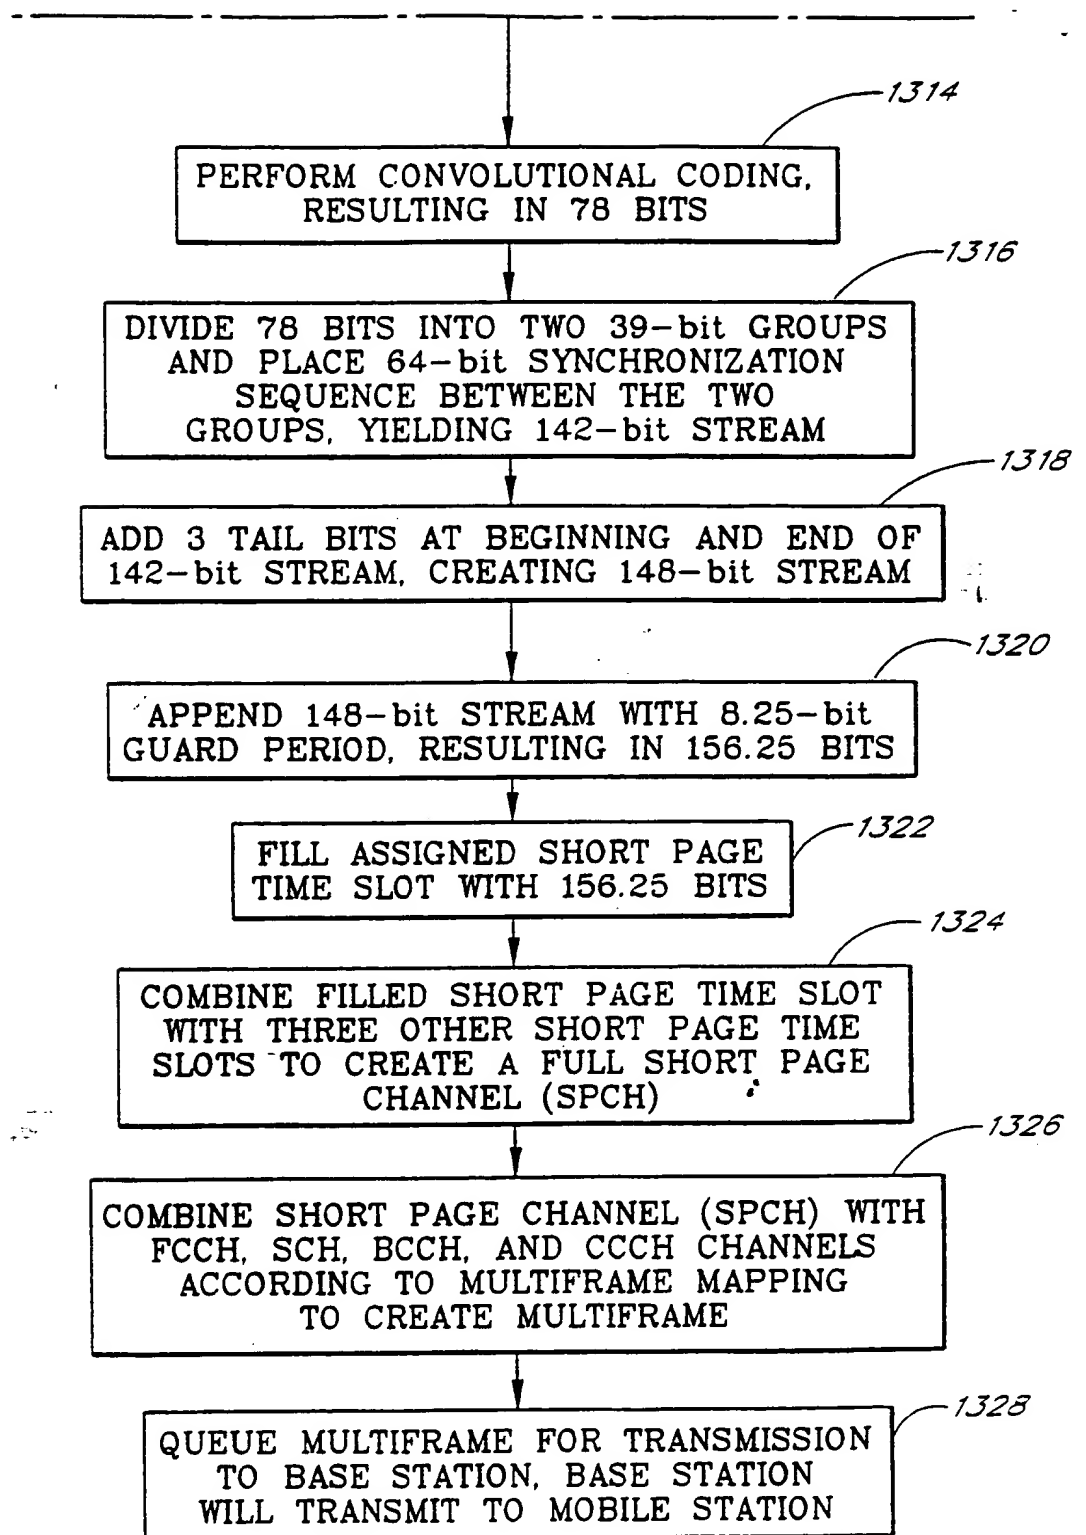 1314
PERFORM CONVOLUTIONAL CODING,
RESULTING IN 78 BITS
1316
DIVIDE 78 BITS INTO TWO 39-bit GROUPS
AND PLACE 64-bit SYNCHRONIZATION
SEQUENCE BETWEEN THE TWO
GROUPS, YIELDING 142-bit STREAM
1318
ADD 3 TAIL BITS AT BEGINNING AND END OF
142-bit STREAM, CREATING 148-bit STREAM
1320
APPEND 148-bit STREAM WITH 8.25-bit
GUARD PERIOD, RESULTING IN 156.25 BITS
1322
FILL ASSIGNED SHORT PAGE
TIME SLOT WITH 156.25 BITS
1324
COMBINE FILLED SHORT PAGE TIME SLOT
WITH THREE OTHER SHORT PAGE TIME
SLOTS TO CREATE A FULL SHORT PAGE
CHANNEL (SPCH)
1326
COMBINE SHORT PAGE CHANNEL (SPCH) WITH
FCCH, SCH, BCCH, AND CCCH CHANNELS
ACCORDING TO MULTIFRAME MAPPING
TO CREATE MULTIFRAME
1328
QUEUE MULTIFRAME FOR TRANSMISSION
TO BASE STATION, BASE STATION
WILL TRANSMIT TO MOBILE STATION